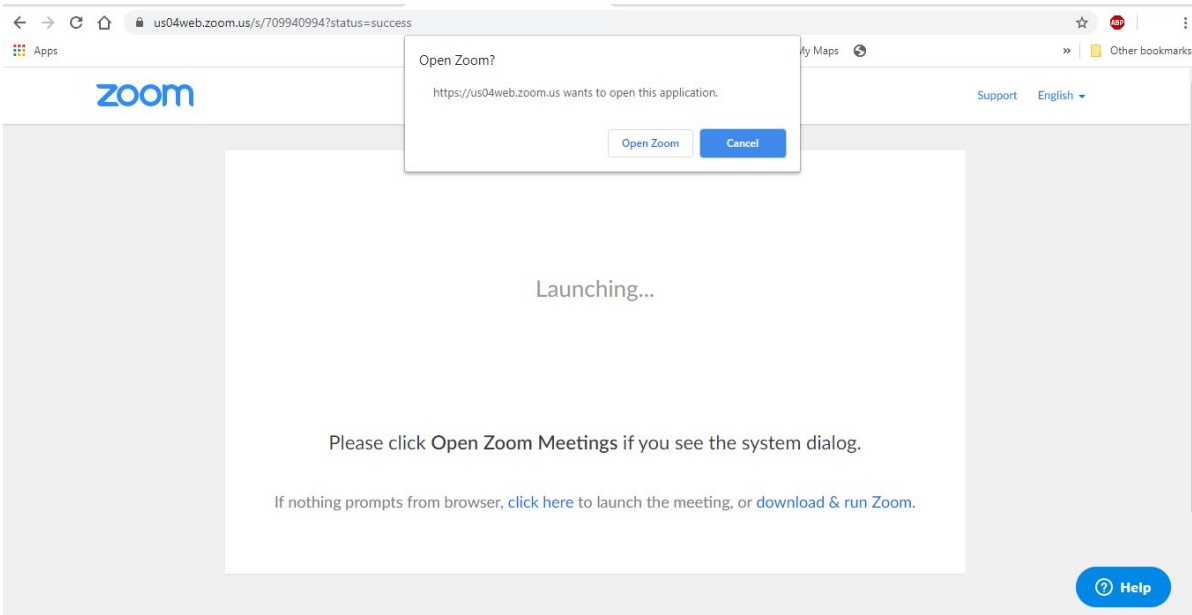 us04web.zoom.us/s/709940994?status=success
ABP
Apps
My Maps
»
Other bookmarks
Open Zoom?
https://us04web.zoom.us wants to open this application.
Open Zoom
Cancel
zoom
Support
English
Launching...
Please click Open Zoom Meetings if you see the system dialog.
If nothing prompts from browser, click here to launch the meeting, or download & run Zoom.
? Help